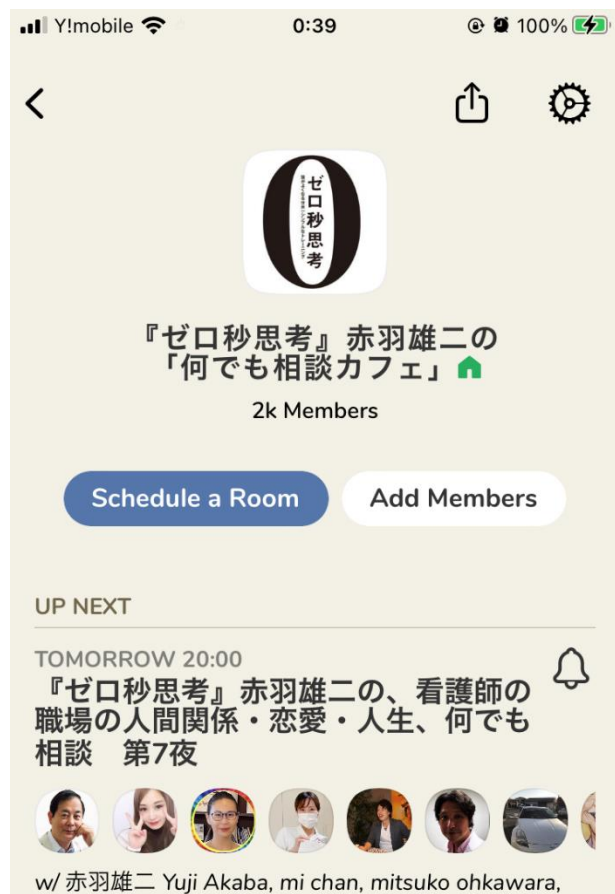 Y!mobile 0:39 100%
ゼロ秒思考
『ゼロ秒思考』赤羽雄二の
「何でも相談カフェ」
2k Members
Schedule a Room Add Members
UP NEXT
TOMORROW 20:00
『ゼロ秒思考』赤羽雄二の、看護師の
職場の人間関係・恋愛・人生、何でも
相談 第7夜
w/ 赤羽雄二 Yuji Akaba, mi chan, mitsuko ohkawara,